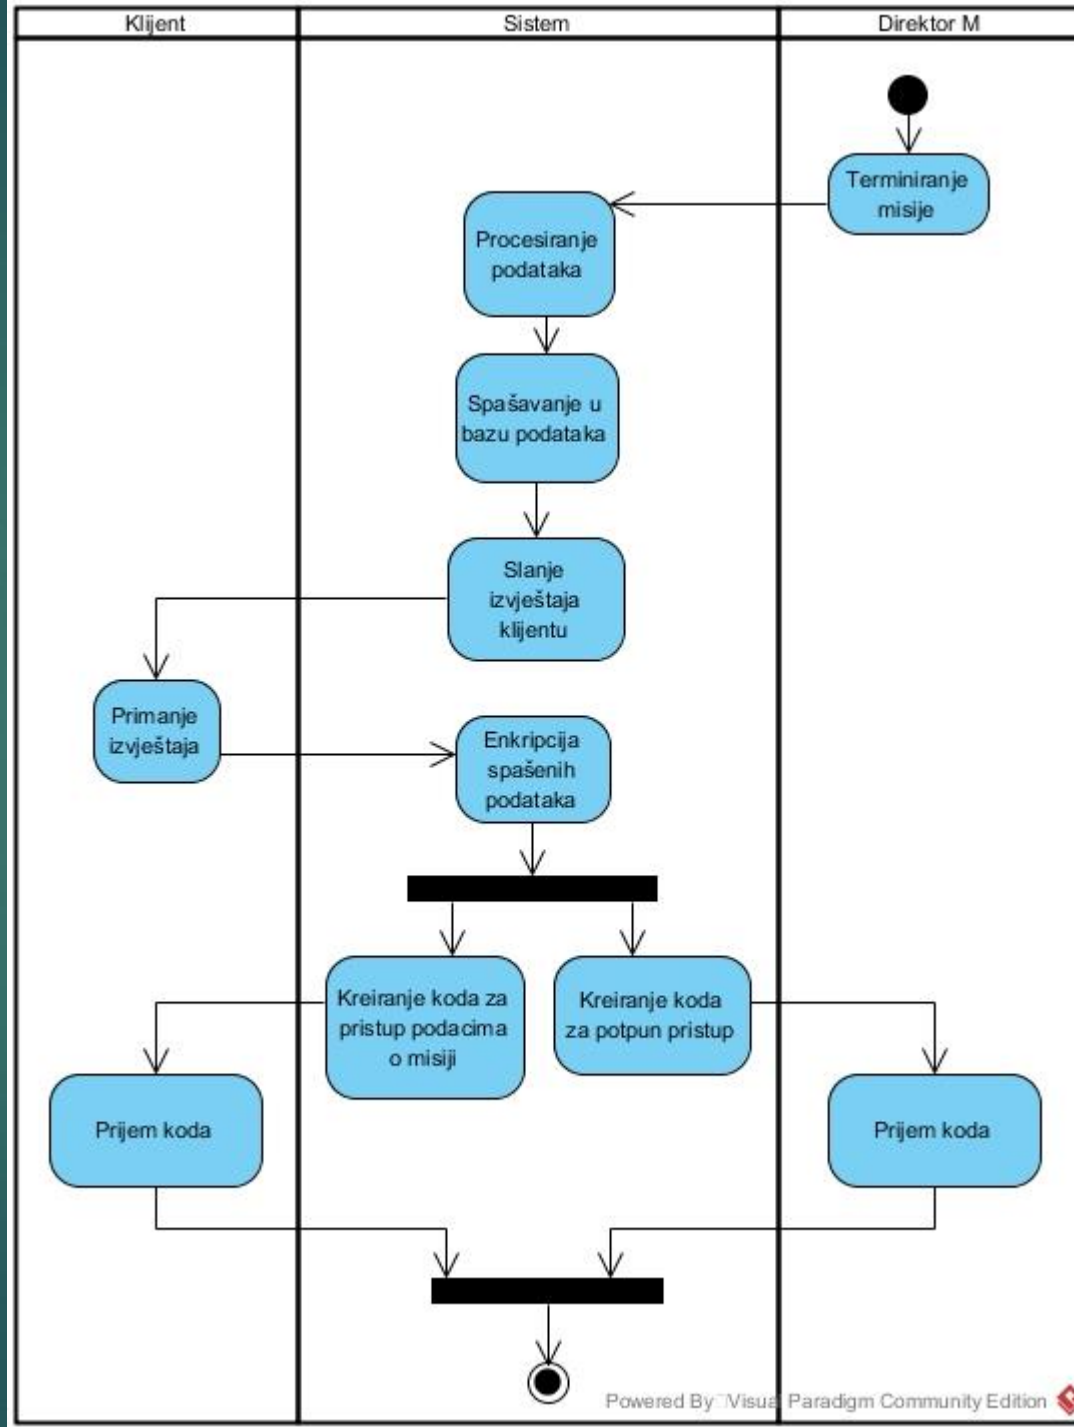 Klijent
Sistem
Direktor M
Terminiranje
misije
Procesiranje
podataka
Spašavanje u
bazu podataka
Slanje
izvještaja
klijentu
Primanje
izvještaja
Enkripcija
spašenih
podataka
Kreiranje koda za
pristup podacima
o misiji
Kreiranje koda
za potpun pristup
Prijem koda
Prijem koda
Powered By Visual Paradigm Community Edition